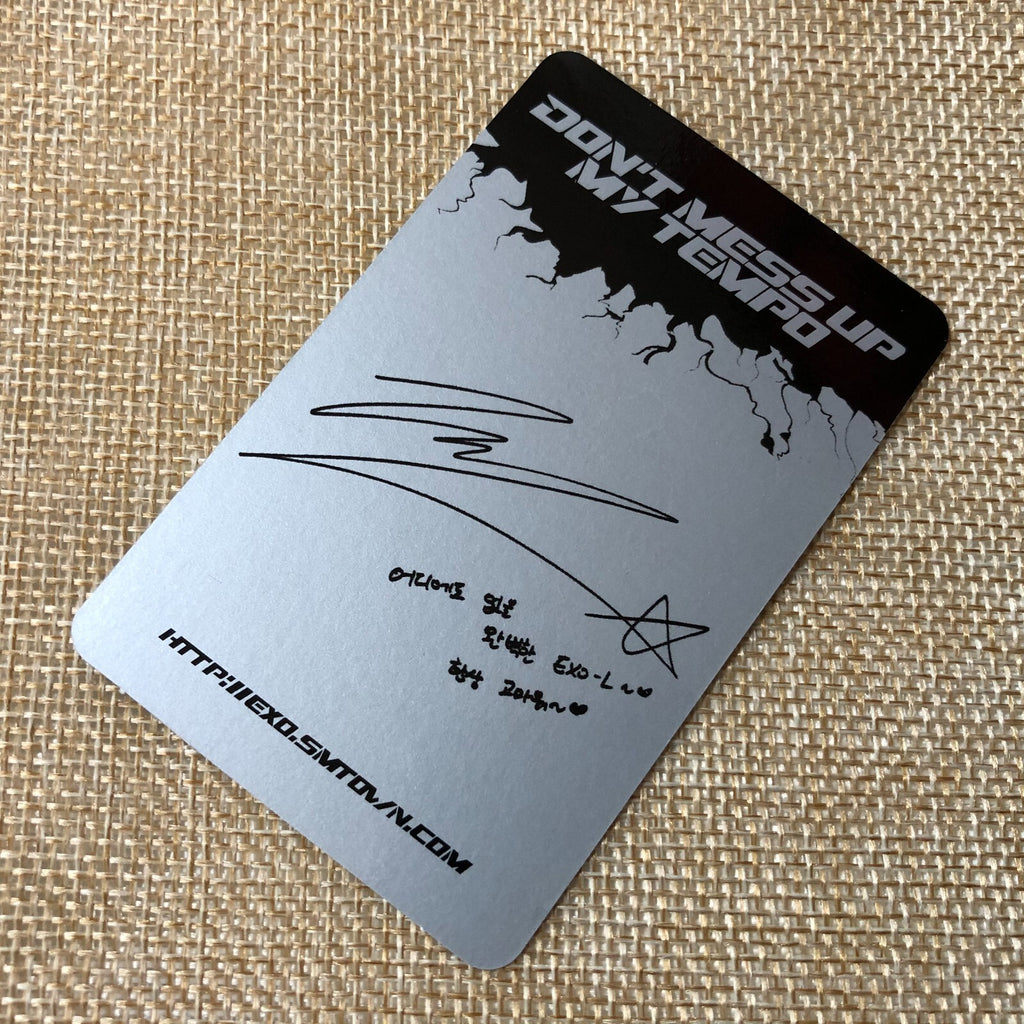 DON'T MESS UP
MY TEMPO
어디에도 없는
완벽한 EXO-L~♥
항상 고마워~♥
HTTP://EXO.SMTOWN.COM